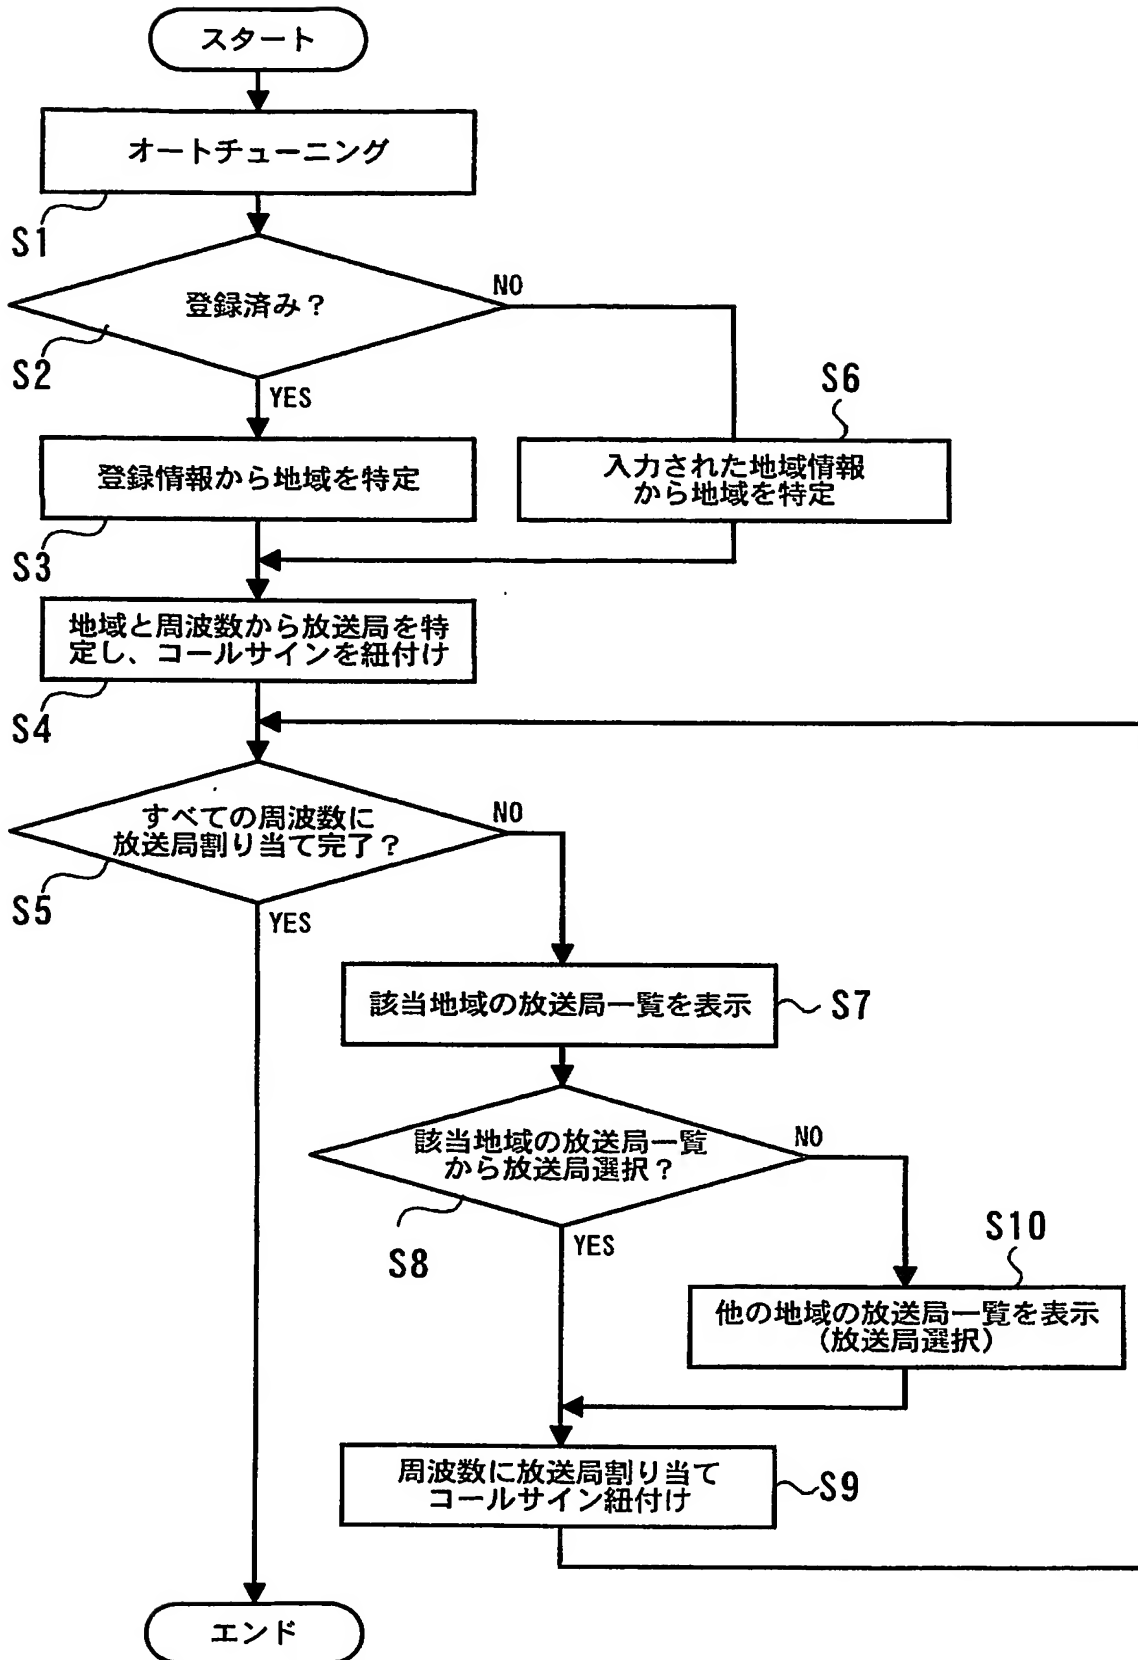 スタート
オートチューニング
S1
登録済み?
NO
S2
YES
S6
登録情報から地域を特定
入力された地域情報
から地域を特定
S3
地域と周波数から放送局を特
定し、コールサインを紐付け
S4
すべての周波数に
放送局割り当て完了?
NO
S5
YES
該当地域の放送局一覧を表示
S7
該当地域の放送局一覧
から放送局選択?
NO
S8
YES
S10
他の地域の放送局一覧を表示
(放送局選択)
周波数に放送局割り当て
コールサイン紐付け
S9
エンド